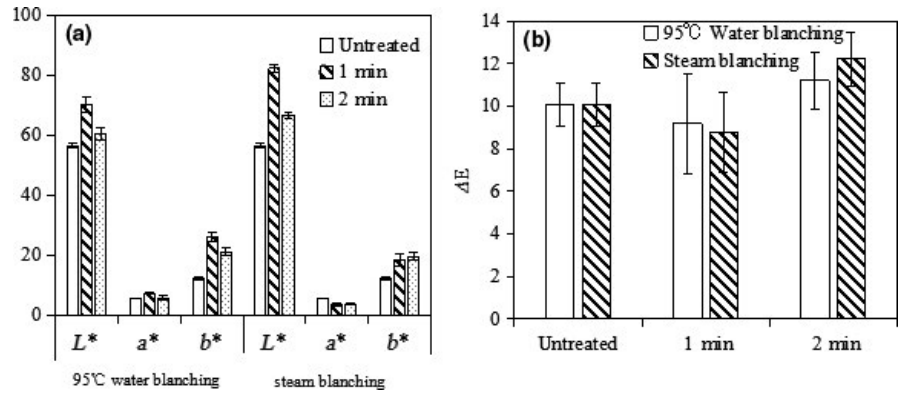 (a)
100
80
60
40
20
0
Untreated
1 min
2 min
L* a* b* L* a* b*
95℃ water blanching steam blanching
(b)
ΔE
14
12
10
8
6
4
2
0
95℃ Water blanching
Steam blanching
Untreated 1 min 2 min